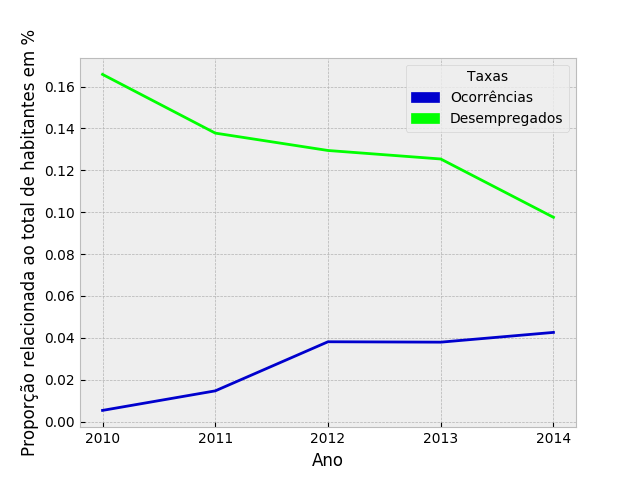 Proporção relacionada ao total de habitantes em %
0.16
0.14
0.12
0.10
0.08
0.06
0.04
0.02
0.00
Taxas
Ocorrências
Desempregados
2010 2011 2012 2013 2014
Ano